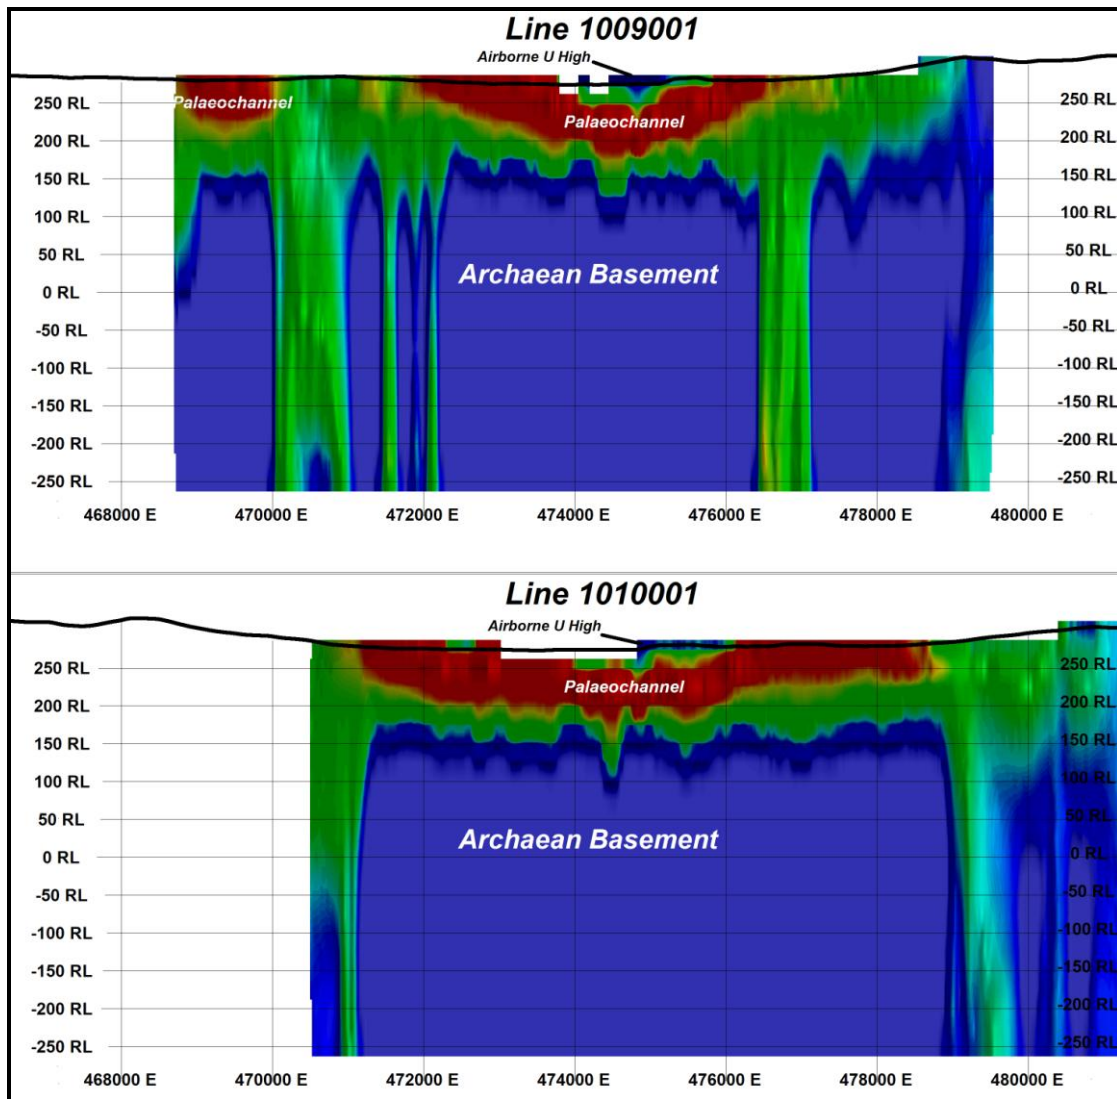 Line 1009001
Airborne U High
250 RL
Palaeochannel
Palaeochannel
250 RL
200 RL
200 RL
150 RL
150 RL
100 RL
100 RL
50 RL
Archaean Basement
50 RL
0 RL
0 RL
-50 RL
-50 RL
-100 RL
-100 RL
-150 RL
-150 RL
-200 RL
-200 RL
-250 RL
-250 RL
468000 E 470000 E 472000 E 474000 E 476000 E 478000 E 480000 E
Line 1010001
Airborne U High
250 RL
Palaeochannel
250 RL
200 RL
200 RL
150 RL
150 RL
100 RL
100 RL
50 RL
Archaean Basement
50 RL
0 RL
0 RL
-50 RL
-50 RL
-100 RL
-100 RL
-150 RL
-150 RL
-200 RL
-200 RL
-250 RL
-250 RL
468000 E 470000 E 472000 E 474000 E 476000 E 478000 E 480000 E